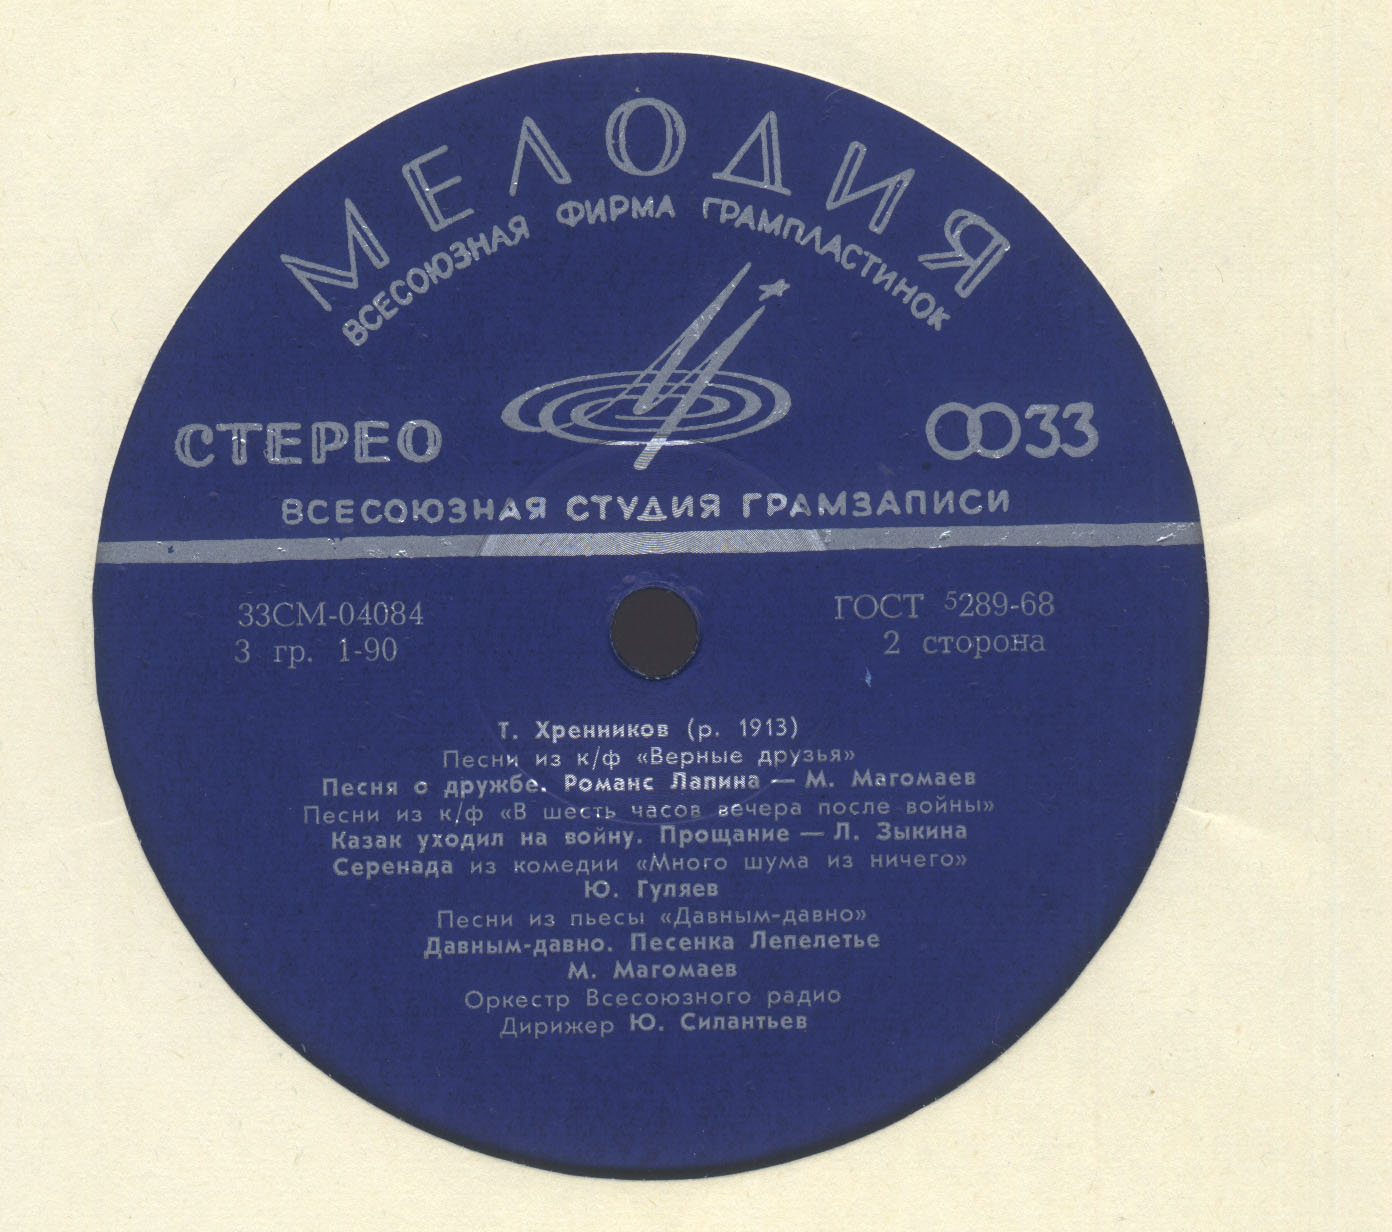 МЕЛОДИЯ
ВСЕСОЮЗНАЯ ФИРМА ГРАМПЛАСТИНОК
СТЕРЕО
33
ВСЕСОЮЗНАЯ СТУДИЯ ГРАМЗАПИСИ
33СМ-04084
ГОСТ 5289-68
3 гр. 1-90
2 сторона
Т. Хренников (р. 1913)
Песни из к/ф «Верные друзья»
Песня о дружбе. Романс Лапина — М. Магомаев
Песни из к/ф «В шесть часов вечера после войны»
Казак уходил на войну. Прощание — Л. Зыкина
Серенада из комедии «Много шума из ничего»
Ю. Гуляев
Песни из пьесы «Давным-давно»
Давным-давно. Песенка Лепелетье
М. Магомаев
Оркестр Всесоюзного радио
Дирижер Ю. Силантьев